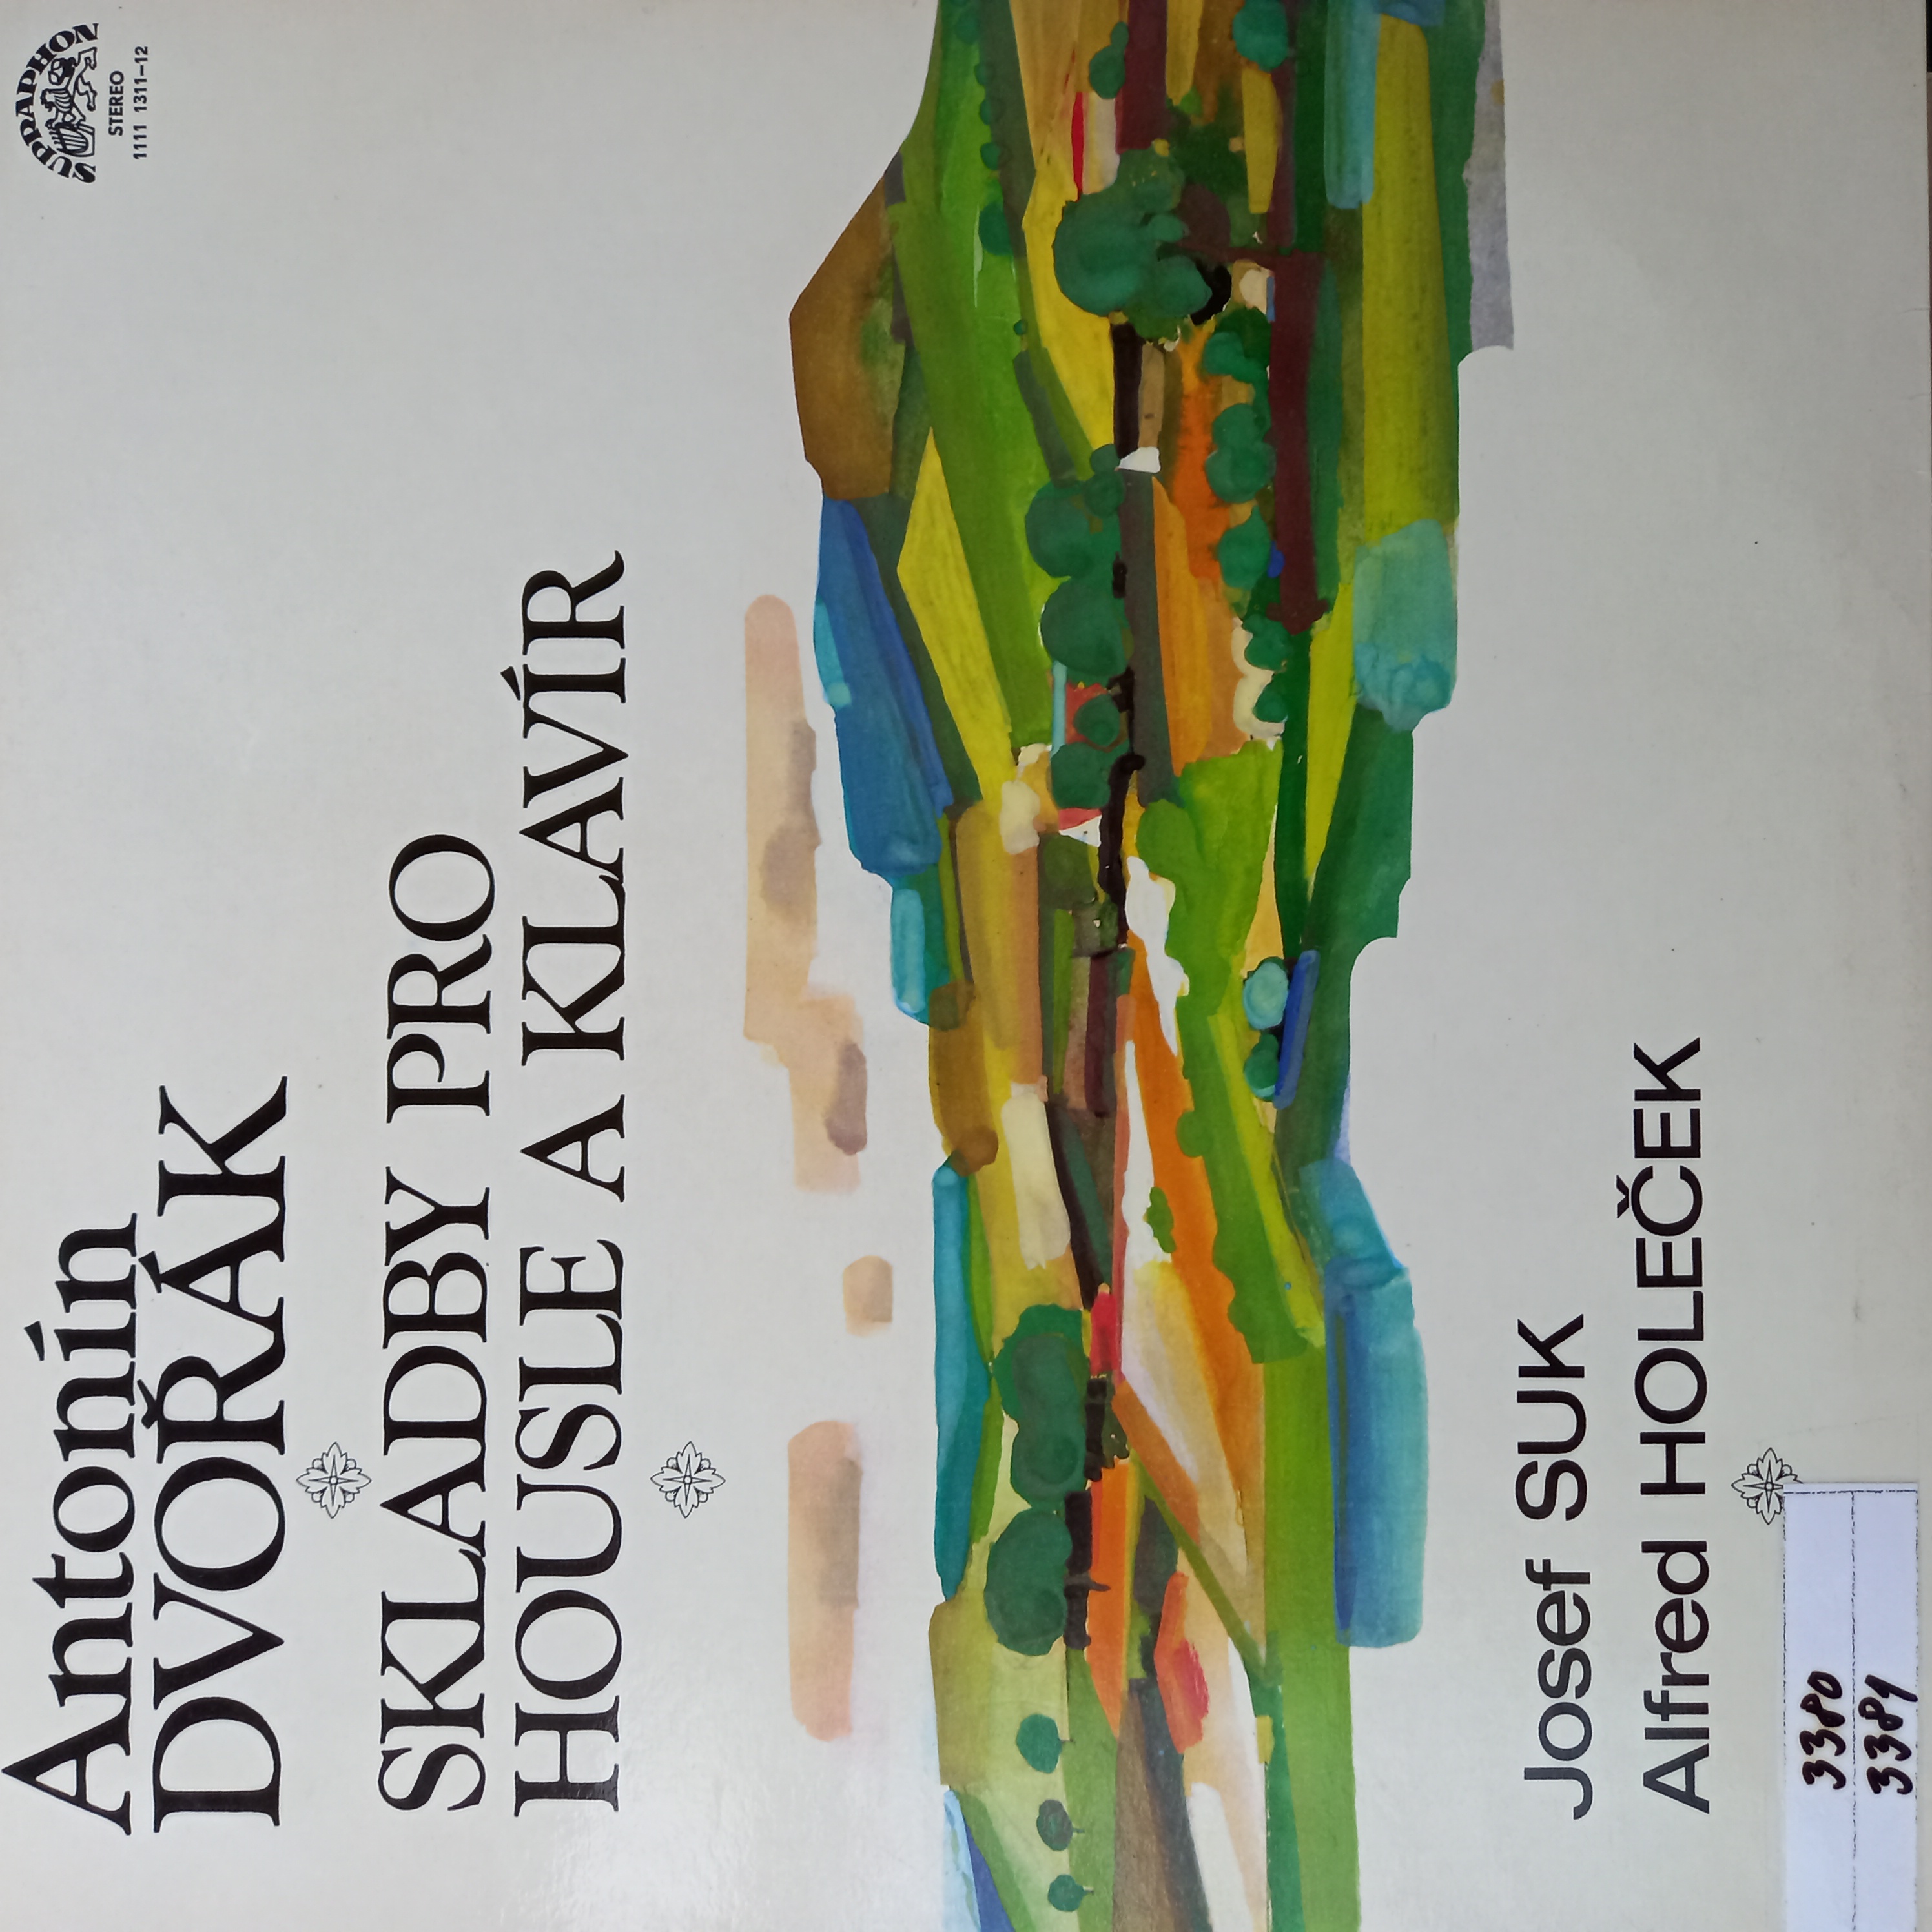 Antonín
DVOŘÁK
SKLADBY PRO
HOUSLE A KLAVÍR
SUPRAPHON
STEREO
1111 1311-12
Josef SUK
Alfred HOLEČEK
3380
3381